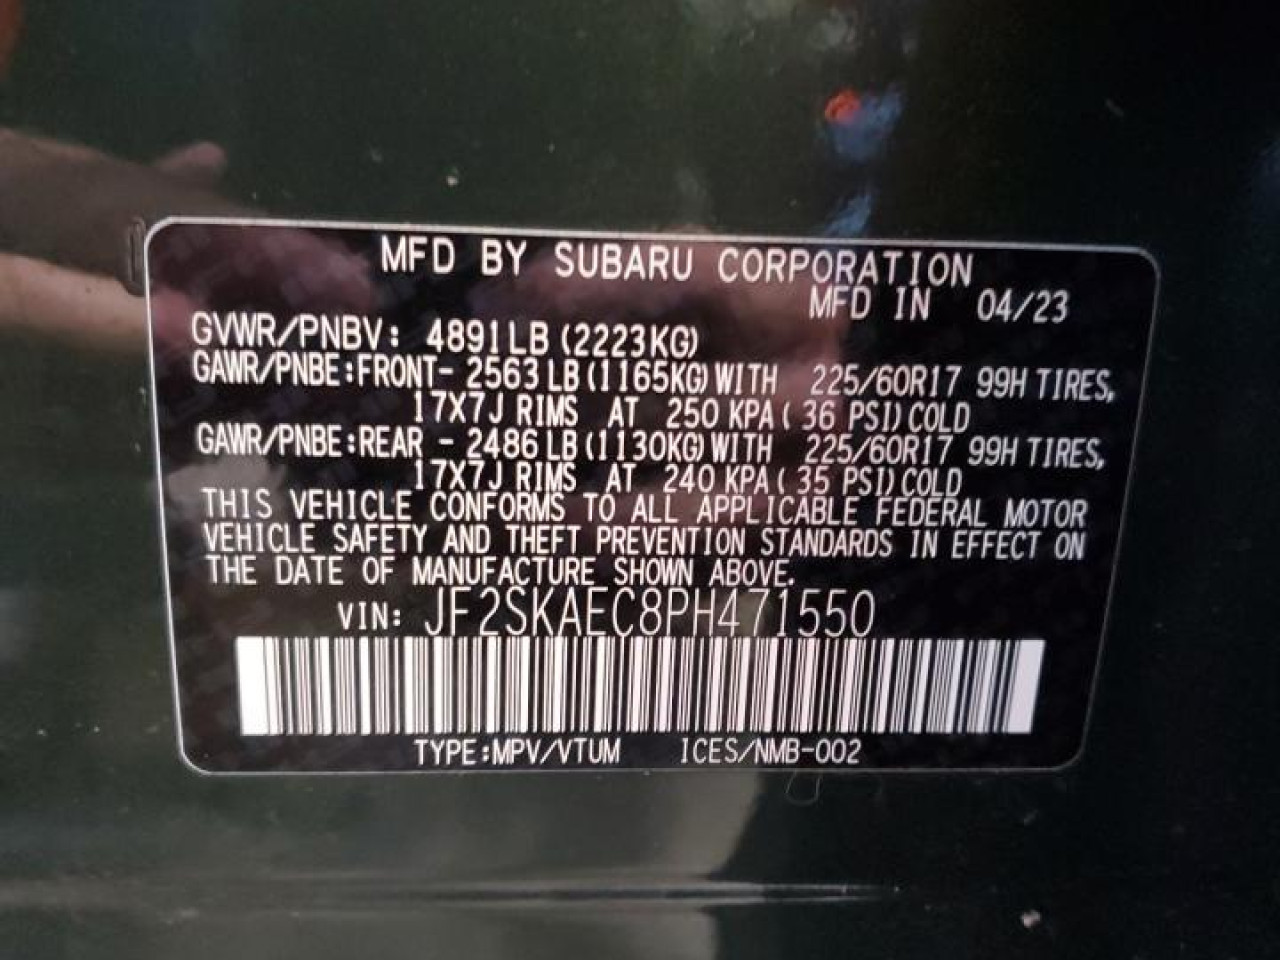 MFD BY SUBARU CORPORATION
MFD IN 04/23
GVWR/PNBV: 4891LB (2223KG)
GAWR/PNBE:FRONT- 2563LB(1165KG)WITH 225/60R17 99H TIRES,
17X7J RIMS AT 250 KPA( 36 PSI)COLD
GAWR/PNBE:REAR - 2486LB(1130KG)WITH 225/60R17 99H TIRES,
17X7J RIMS AT 240 KPA( 35 PSI)COLD
THIS VEHICLE CONFORMS TO ALL APPLICABLE FEDERAL MOTOR
VEHICLE SAFETY AND THEFT PREVENTION STANDARDS IN EFFECT ON
THE DATE OF MANUFACTURE SHOWN ABOVE.
VIN: JF2SKAEC8PH471550
TYPE:MPV/VTUM ICES/NMB-002